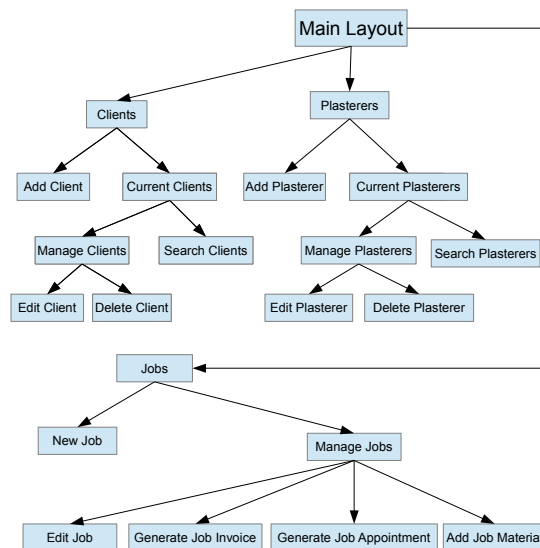 Main Layout
Clients
Plasterers
Add Client
Current Clients
Add Plasterer
Current Plasterers
Manage Clients
Search Clients
Manage Plasterers
Search Plasterers
Edit Client
Delete Client
Edit Plasterer
Delete Plasterer
Jobs
New Job
Manage Jobs
Edit Job
Generate Job Invoice
Generate Job Appointment
Add Job Materia